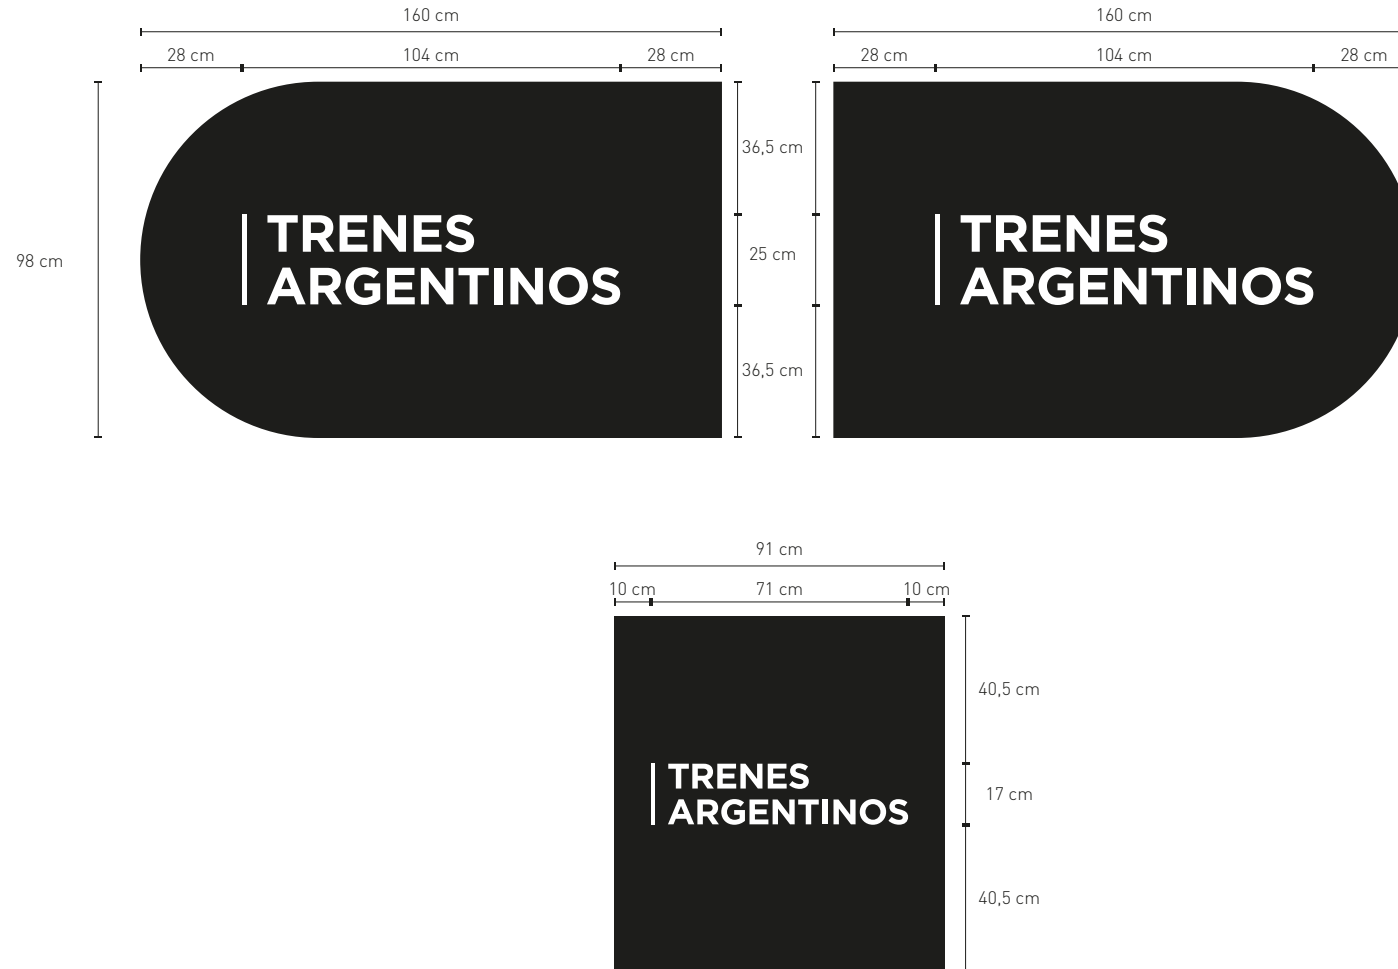 160 cm
160 cm
28 cm 104 cm 28 cm
28 cm 104 cm 28 cm
36,5 cm
TRENES
ARGENTINOS
98 cm
25 cm
TRENES
ARGENTINOS
36,5 cm
91 cm
10 cm 71 cm 10 cm
40,5 cm
TRENES
ARGENTINOS
17 cm
40,5 cm